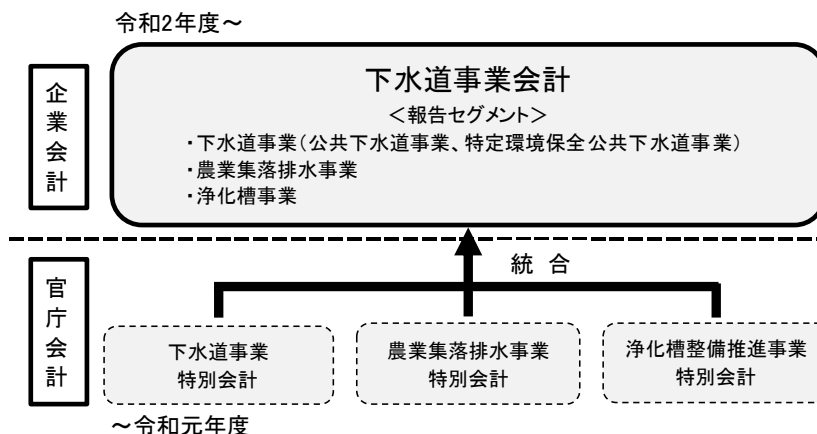 令和2年度～
企業会計
下水道事業会計
＜報告セグメント＞
・下水道事業（公共下水道事業、特定環境保全公共下水道事業）
・農業集落排水事業
・浄化槽事業
統 合
官庁会計
下水道事業
特別会計
農業集落排水事業
特別会計
浄化槽整備推進事業
特別会計
～令和元年度